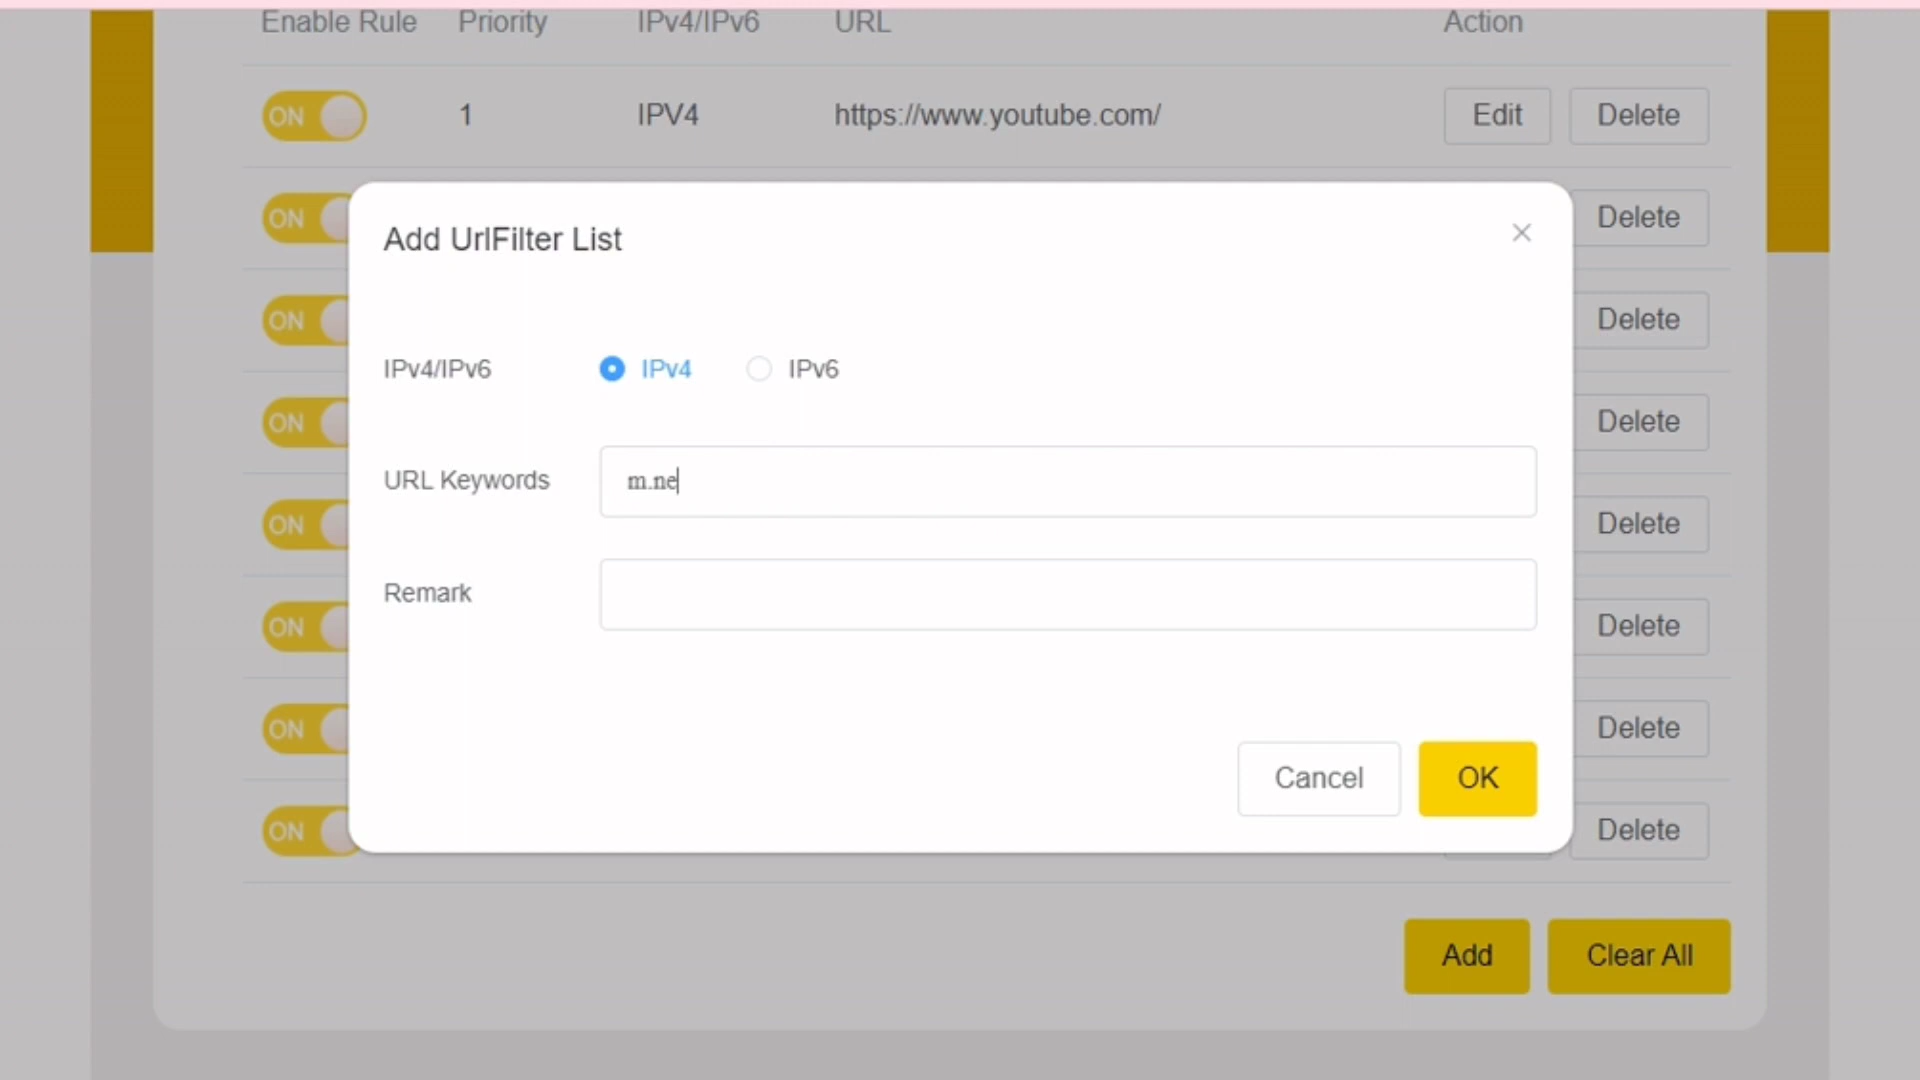 Enable Rule Priority IPv4/IPv6 URL Action
ON 1 IPV4 https://www.youtube.com/ Edit Delete
ON Delete
Add UrlFilter List
ON Delete
IPv4/IPv6 IPv4 IPv6
ON Delete
URL Keywords m.ne
ON Delete
Remark
ON Delete
ON Delete
Cancel OK
ON Delete
Add Clear All